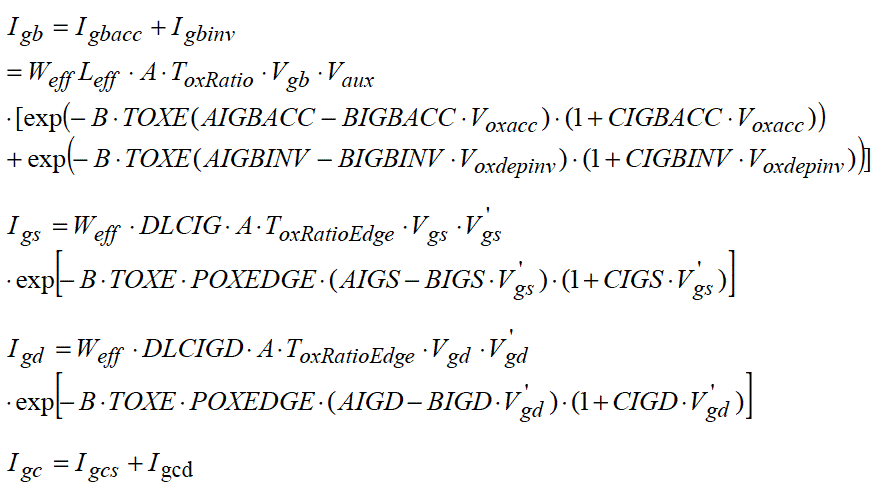 I_gb = I_gbacc + I_gbinv
= W_eff L_eff · A · T_oxRatio · V_gb · V_aux
· [exp(− B · TOXE(AIGBACC − BIGBACC · V_oxacc) · (1 + CIGBACC · V_oxacc))
+ exp(− B · TOXE(AIGBINV − BIGBINV · V_oxdepinv) · (1 + CIGBINV · V_oxdepinv))]
I_gs = W_eff · DLCIG · A · T_oxRatioEdge · V_gs · V'_gs
· exp[− B · TOXE · POXEDGE · (AIGS − BIGS · V'_gs) · (1 + CIGS · V'_gs)]
I_gd = W_eff · DLCIGD · A · T_oxRatioEdge · V_gd · V'_gd
· exp[− B · TOXE · POXEDGE · (AIGD − BIGD · V'_gd) · (1 + CIGD · V'_gd)]
I_gc = I_gcs + I_gcd